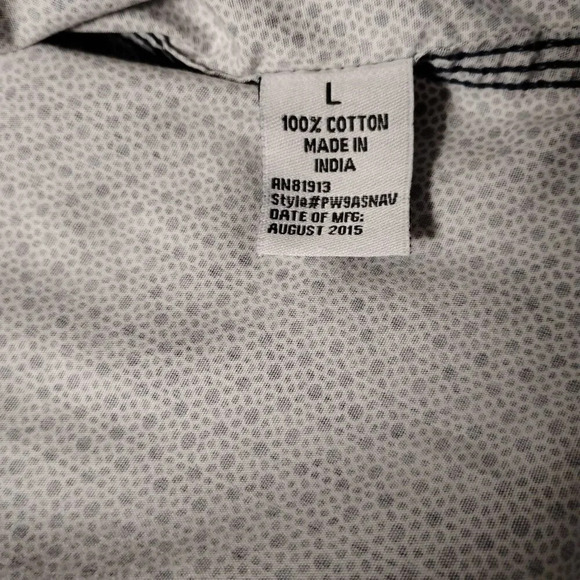 L
100% COTTON
MADE IN
INDIA
RN81913
Style#PW9ASNAV
DATE OF MFG:
AUGUST 2015